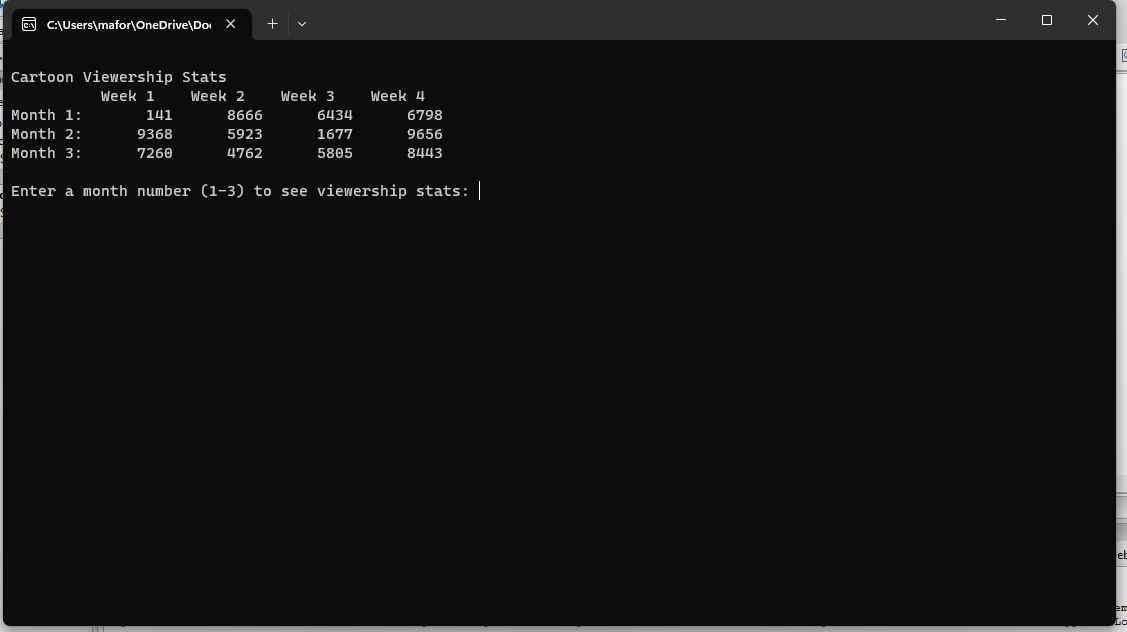 C:\Users\mafor\OneDrive\Do
Cartoon Viewership Stats
          Week 1    Week 2    Week 3    Week 4
Month 1:       141      8666      6434      6798
Month 2:      9368      5923      1677      9656
Month 3:      7260      4762      5805      8443
Enter a month number (1-3) to see viewership stats: